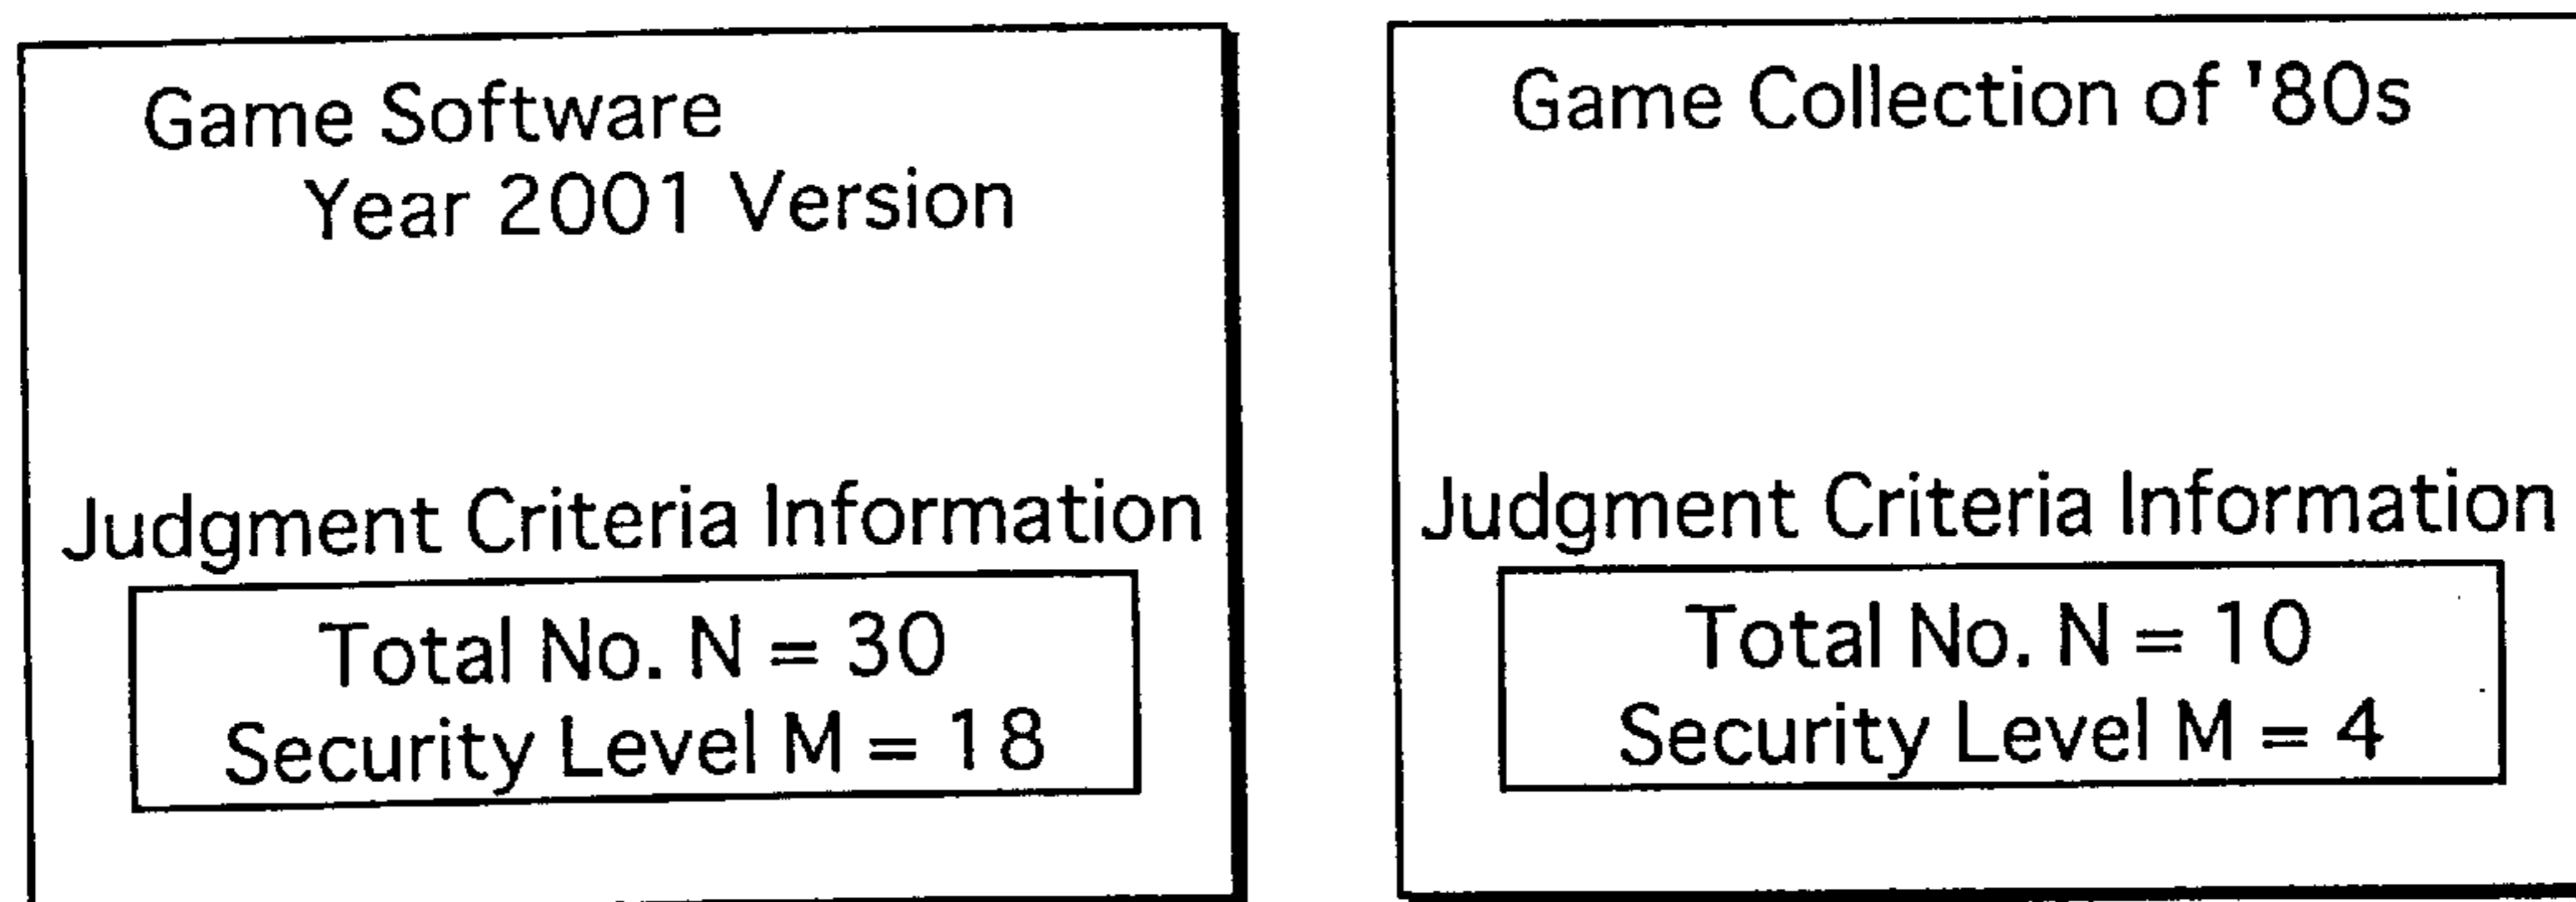 Game Software
Year 2001 Version
Judgment Criteria Information
Total No. N = 30
Security Level M = 18
Game Collection of '80s
Judgment Criteria Information
Total No. N = 10
Security Level M = 4